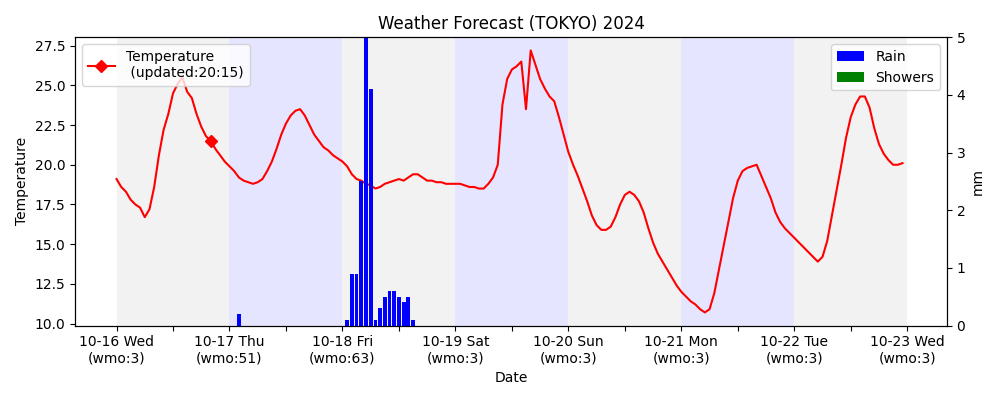 Weather Forecast (TOKYO) 2024
Temperature
(updated:20:15)
Rain
Showers
27.5
25.0
22.5
20.0
17.5
15.0
12.5
10.0
Temperature
5
4
3
2
1
0
mm
10-16 Wed
(wmo:3)
10-17 Thu
(wmo:51)
10-18 Fri
(wmo:63)
10-19 Sat
(wmo:3)
10-20 Sun
(wmo:3)
10-21 Mon
(wmo:3)
10-22 Tue
(wmo:3)
10-23 Wed
(wmo:3)
Date